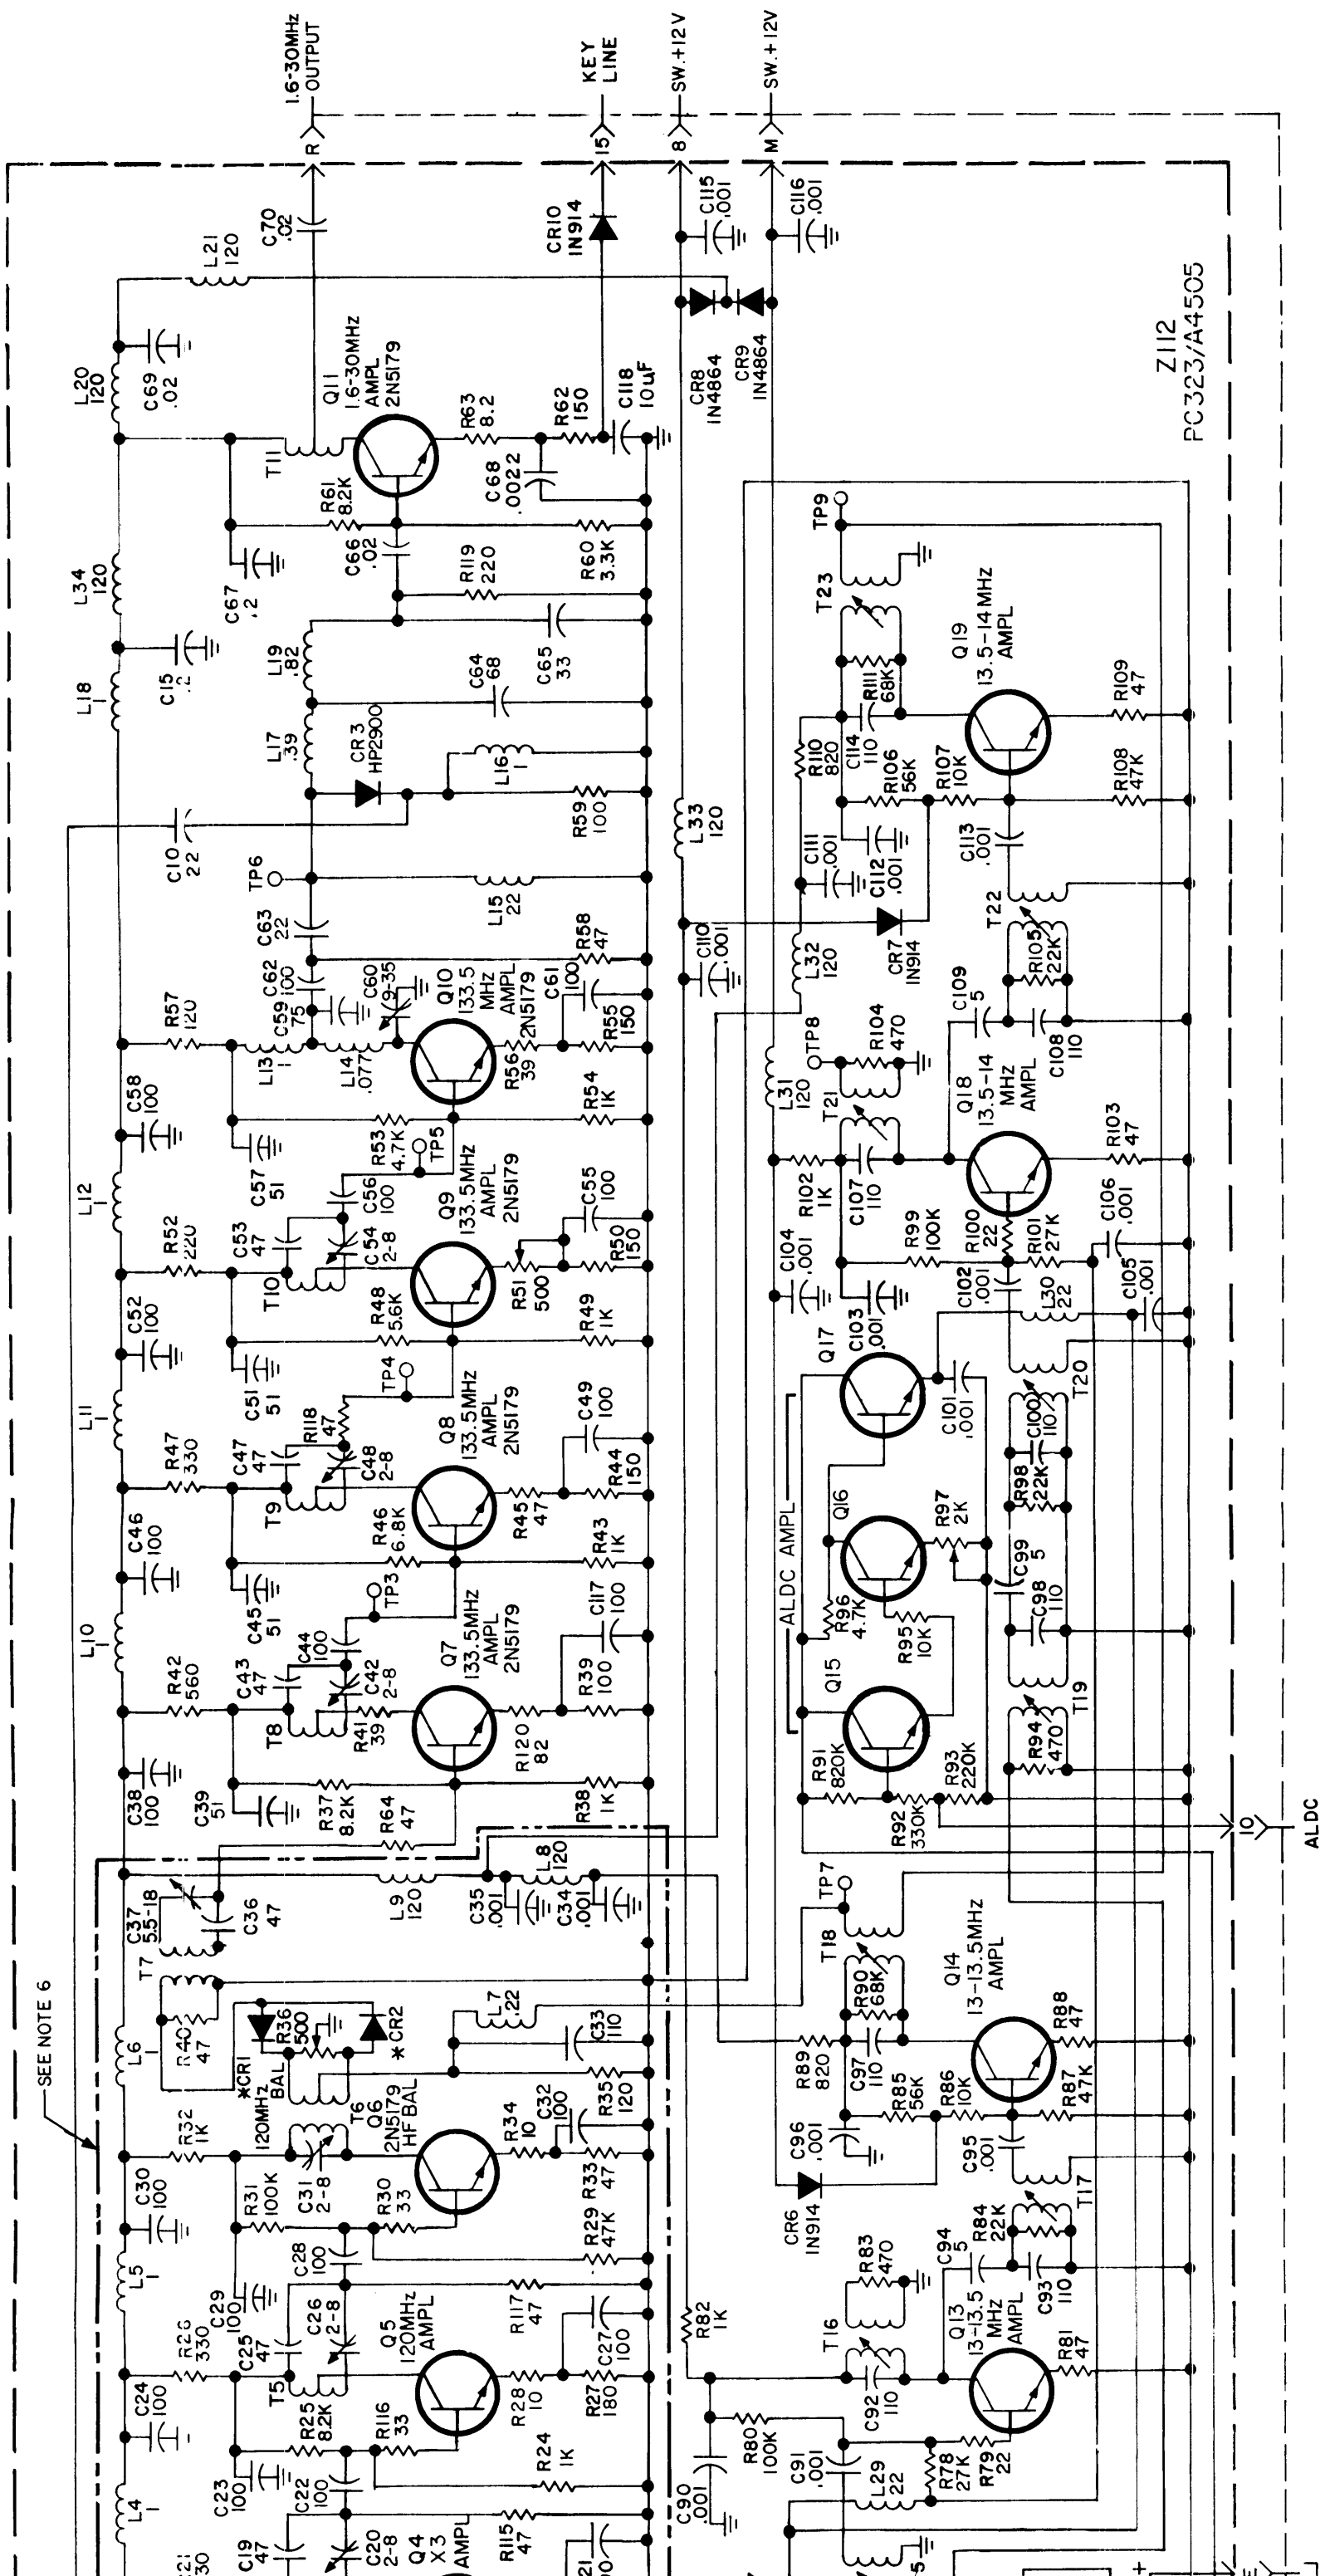 1.6-30MHz
OUTPUT
KEY
LINE
SW.+12V
SW.+12V
R
15
8
M
C70
.02
L21
120
CR10
1N914
C115
.001
C116
.001
L20
120
C69
.02
Q11
1.6-30MHz
AMPL
2N5179
R63
8.2
R62
150
C118
10uF
CR8
1N4864
CR9
1N4864
Z112
PC323/A4505
T11
R61
8.2K
C68
.0022
L34
120
C67
.2
C66
.02
R119
220
R60
3.3K
TP9
T23
L18
1
C15
.2
L19
.82
C64
68
C65
33
Q19
13.5-14MHz
AMPL
L17
.39
CR3
HP2900
L16
1
R111
68K
C114
110
R110
820
R106
56K
R107
10K
R109
47
R108
47K
C10
22
R59
100
L33
120
C111
.001
C112
.001
C113
.001
TP6
C63
22
L15
22
R58
47
C110
.001
L32
120
CR7
1N914
T22
R105
22K
R57
120
C62
100
C59
75
C60
9-35
Q10
133.5
MHz
AMPL
2N5179
C61
100
R55
150
L13
1
L14
.077
R56
39
R54
1K
L31
120
TP8
T21
R104
470
C109
5
C108
110
C58
100
C57
51
R53
4.7K
TP5
Q18
13.5-14
MHz
AMPL
R103
47
L12
1
R52
220
C53
47
C56
100
C54
2-8
T10
Q9
133.5MHz
AMPL
2N5179
C55
100
R51
500
R50
150
R102
1K
C107
110
R99
100K
R100
22
R101
27K
C106
.001
C104
.001
C103
.001
C102
.001
L30
22
C105
.001
C52
100
C51
51
R48
5.6K
R49
1K
TP4
Q17
T20
L11
1
R47
330
C47
47
R118
47
C48
2-8
T9
Q8
133.5MHz
AMPL
2N5179
C49
100
R45
47
R44
150
ALDC AMPL
C101
.001
C100
110
R98
22K
Q16
R97
2K
C46
100
C45
51
R46
6.8K
R43
1K
TP3
C99
5
C98
110
R96
4.7K
R95
10K
L10
1
R42
560
C43
47
C44
100
C42
2-8
T8
R41
39
Q7
133.5MHz
AMPL
2N5179
C117
100
R39
100
R120
82
Q15
T19
R94
470
C38
100
C39
51
R37
8.2K
R64
47
R38
1K
R91
820K
R92
330K
R93
220K
10
ALDC
SEE NOTE 6
C37
5.5-18
C36
47
L9
120
L8
120
C35
.001
C34
.001
TP7
T18
T7
R40
47
L6
1
*CR1
R36
500
BAL
120MHz
*CR2
L7
.22
C33
110
R35
120
R90
68K
C97
110
R89
820
Q14
13-13.5MHz
AMPL
R88
47
R85
56K
R86
10K
R87
47K
R32
1K
T6
Q6
2N5179
HF BAL
C32
100
R34
10
R33
47
C31
2-8
R31
100K
R30
33
R29
47K
C30
100
C96
.001
C95
.001
CR6
1N914
T17
R84
22K
L5
1
C29
100
C28
100
R83
470
C94
5
C93
110
R26
330
C25
47
C26
2-8
R117
47
R82
1K
T16
Q13
13-13.5
MHz
AMPL
Q5
120MHz
AMPL
C27
100
T5
R28
10
R27
180
C92
110
R81
47
C24
100
R25
8.2K
R116
33
R24
1K
R80
100K
C23
100
C22
100
C90
.001
C91
.001
L29
22
R78
27K
R79
22
L4
1
C19
47
C20
2-8
Q4
X3
AMPL
R115
47